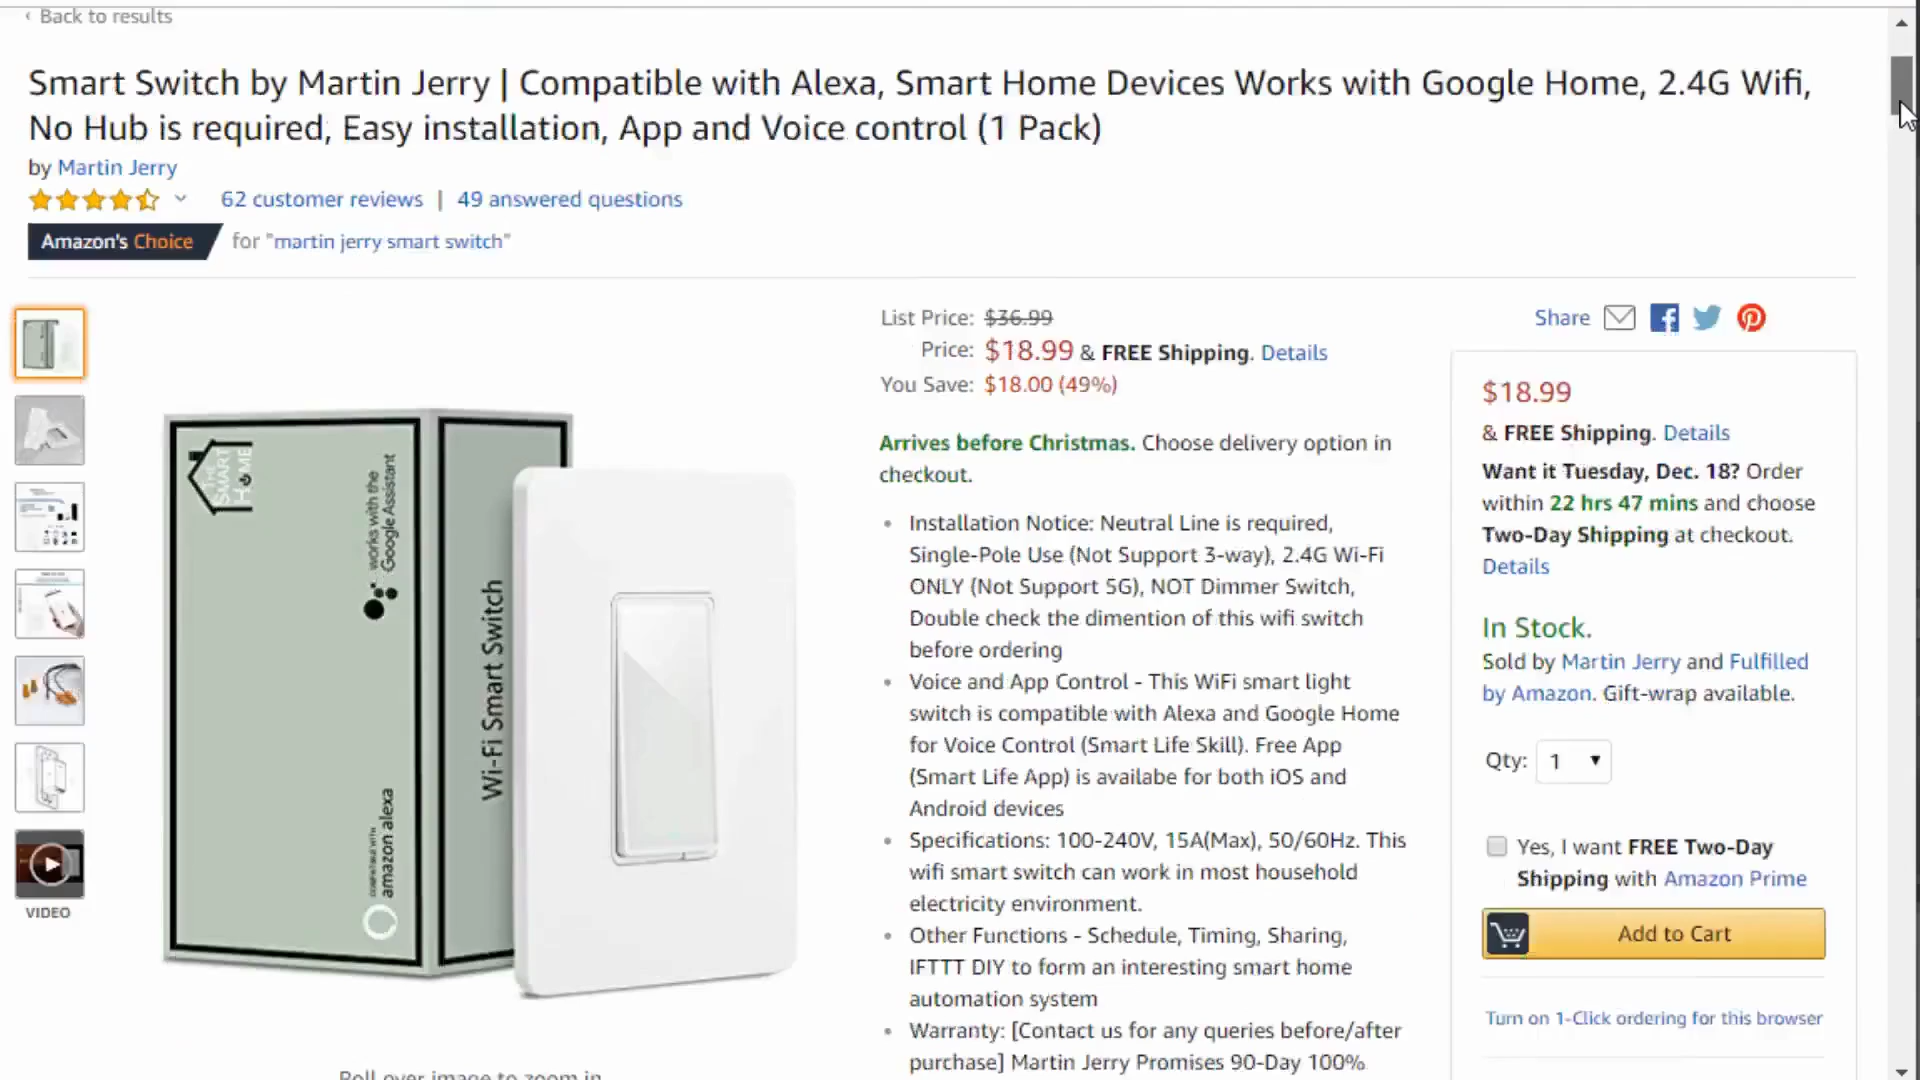 ‹ Back to results
Smart Switch by Martin Jerry | Compatible with Alexa, Smart Home Devices Works with Google Home, 2.4G Wifi,
No Hub is required, Easy installation, App and Voice control (1 Pack)
by Martin Jerry
62 customer reviews | 49 answered questions
Amazon's Choice for "martin jerry smart switch"
THE SMART HOME
works with the
Google Assistant
COMPATIBLE WITH
amazon alexa
Wi-Fi Smart Switch
VIDEO
Roll over image to zoom in
List Price: $36.99
Price: $18.99 & FREE Shipping. Details
You Save: $18.00 (49%)
Arrives before Christmas. Choose delivery option in
checkout.
• Installation Notice: Neutral Line is required,
Single-Pole Use (Not Support 3-way), 2.4G Wi-Fi
ONLY (Not Support 5G), NOT Dimmer Switch,
Double check the dimention of this wifi switch
before ordering
• Voice and App Control - This WiFi smart light
switch is compatible with Alexa and Google Home
for Voice Control (Smart Life Skill). Free App
(Smart Life App) is availabe for both iOS and
Android devices
• Specifications: 100-240V, 15A(Max), 50/60Hz. This
wifi smart switch can work in most household
electricity environment.
• Other Functions - Schedule, Timing, Sharing,
IFTTT DIY to form an interesting smart home
automation system
• Warranty: [Contact us for any queries before/after
purchase] Martin Jerry Promises 90-Day 100%
Share
$18.99
& FREE Shipping. Details
Want it Tuesday, Dec. 18? Order
within 22 hrs 47 mins and choose
Two-Day Shipping at checkout.
Details
In Stock.
Sold by Martin Jerry and Fulfilled
by Amazon. Gift-wrap available.
Qty: 1
Yes, I want FREE Two-Day
Shipping with Amazon Prime
Add to Cart
Turn on 1-Click ordering for this browser